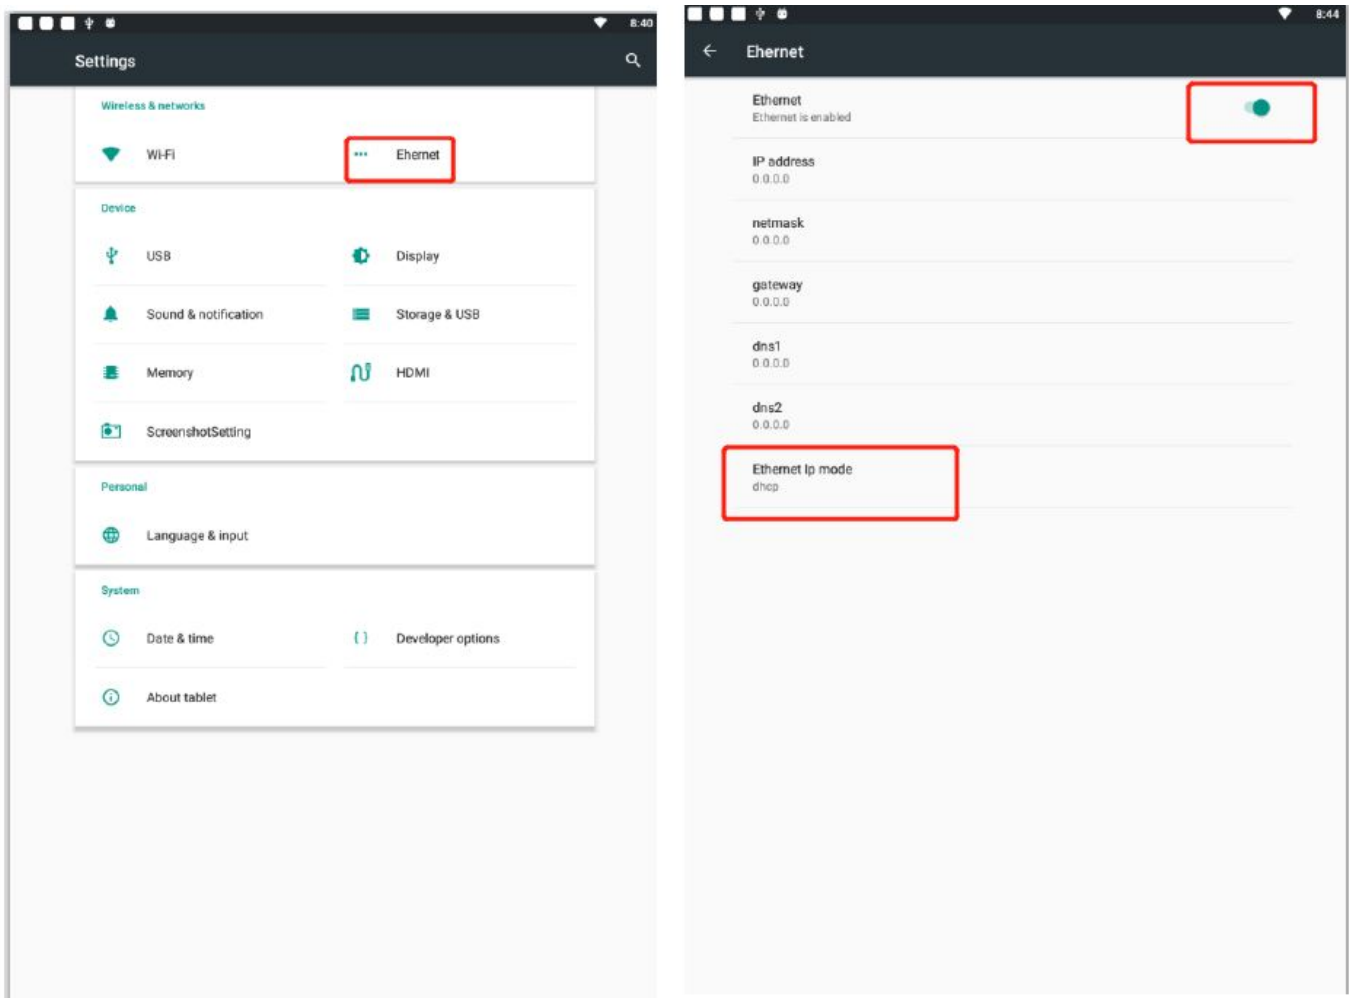 8:40
Settings
Wireless & networks
Wi-Fi
Ehernet
Device
USB
Display
Sound & notification
Storage & USB
Memory
HDMI
ScreenshotSetting
Personal
Language & input
System
Date & time
Developer options
About tablet
8:44
Ehernet
Ethernet
Ethernet is enabled
IP address
0.0.0.0
netmask
0.0.0.0
gateway
0.0.0.0
dns1
0.0.0.0
dns2
0.0.0.0
Ethernet Ip mode
dhcp